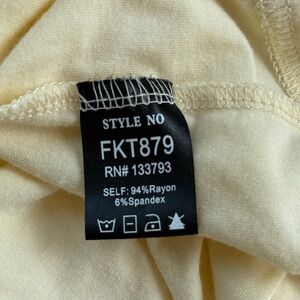 STYLE NO
FKT879
RN# 133793
SELF: 94%Rayon
6%Spandex